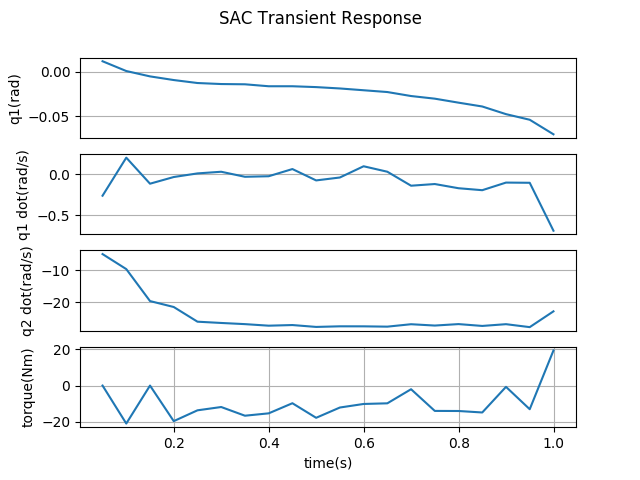 SAC Transient Response
q1(rad)
0.00
−0.05
q1 dot(rad/s)
0.0
−0.5
q2 dot(rad/s)
−10
−20
torque(Nm)
20
0
−20
0.2 0.4 0.6 0.8 1.0
time(s)